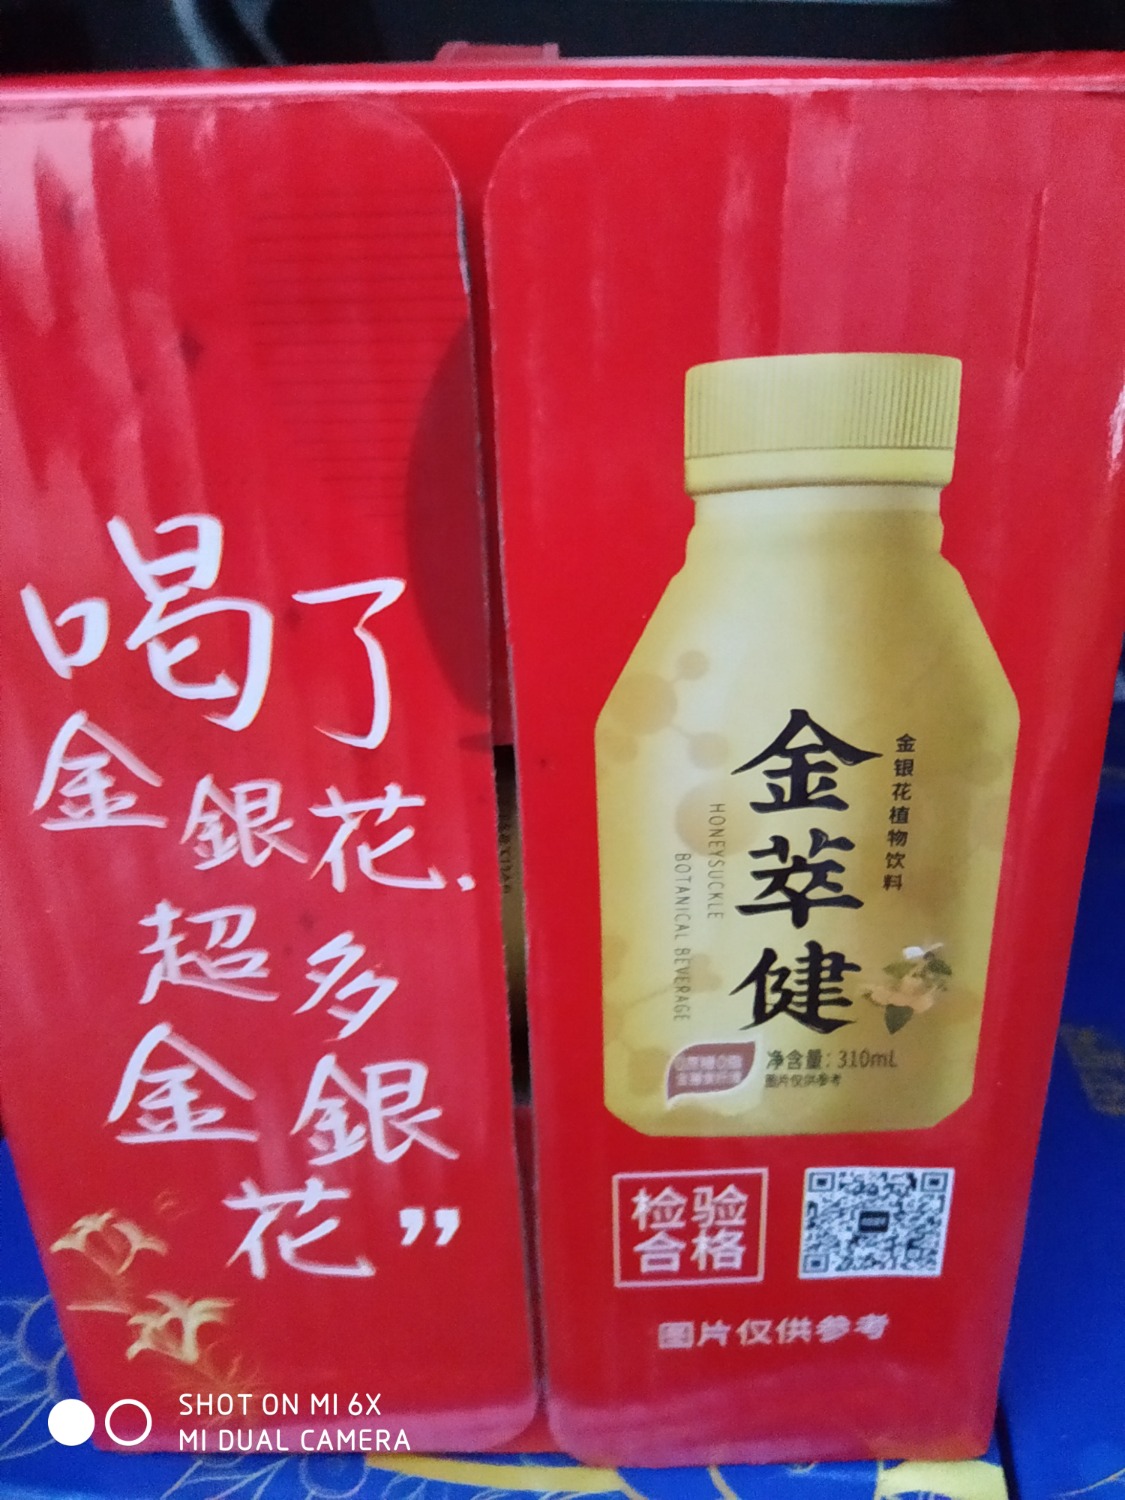 喝了
金銀花.
超多
金銀
花”
金萃健
金银花植物饮料
HONEYSUCKLE
BOTANICAL BEVERAGE
净含量：310mL
图片仅供参考
检验
合格
图片仅供参考
SHOT ON MI 6X
MI DUAL CAMERA